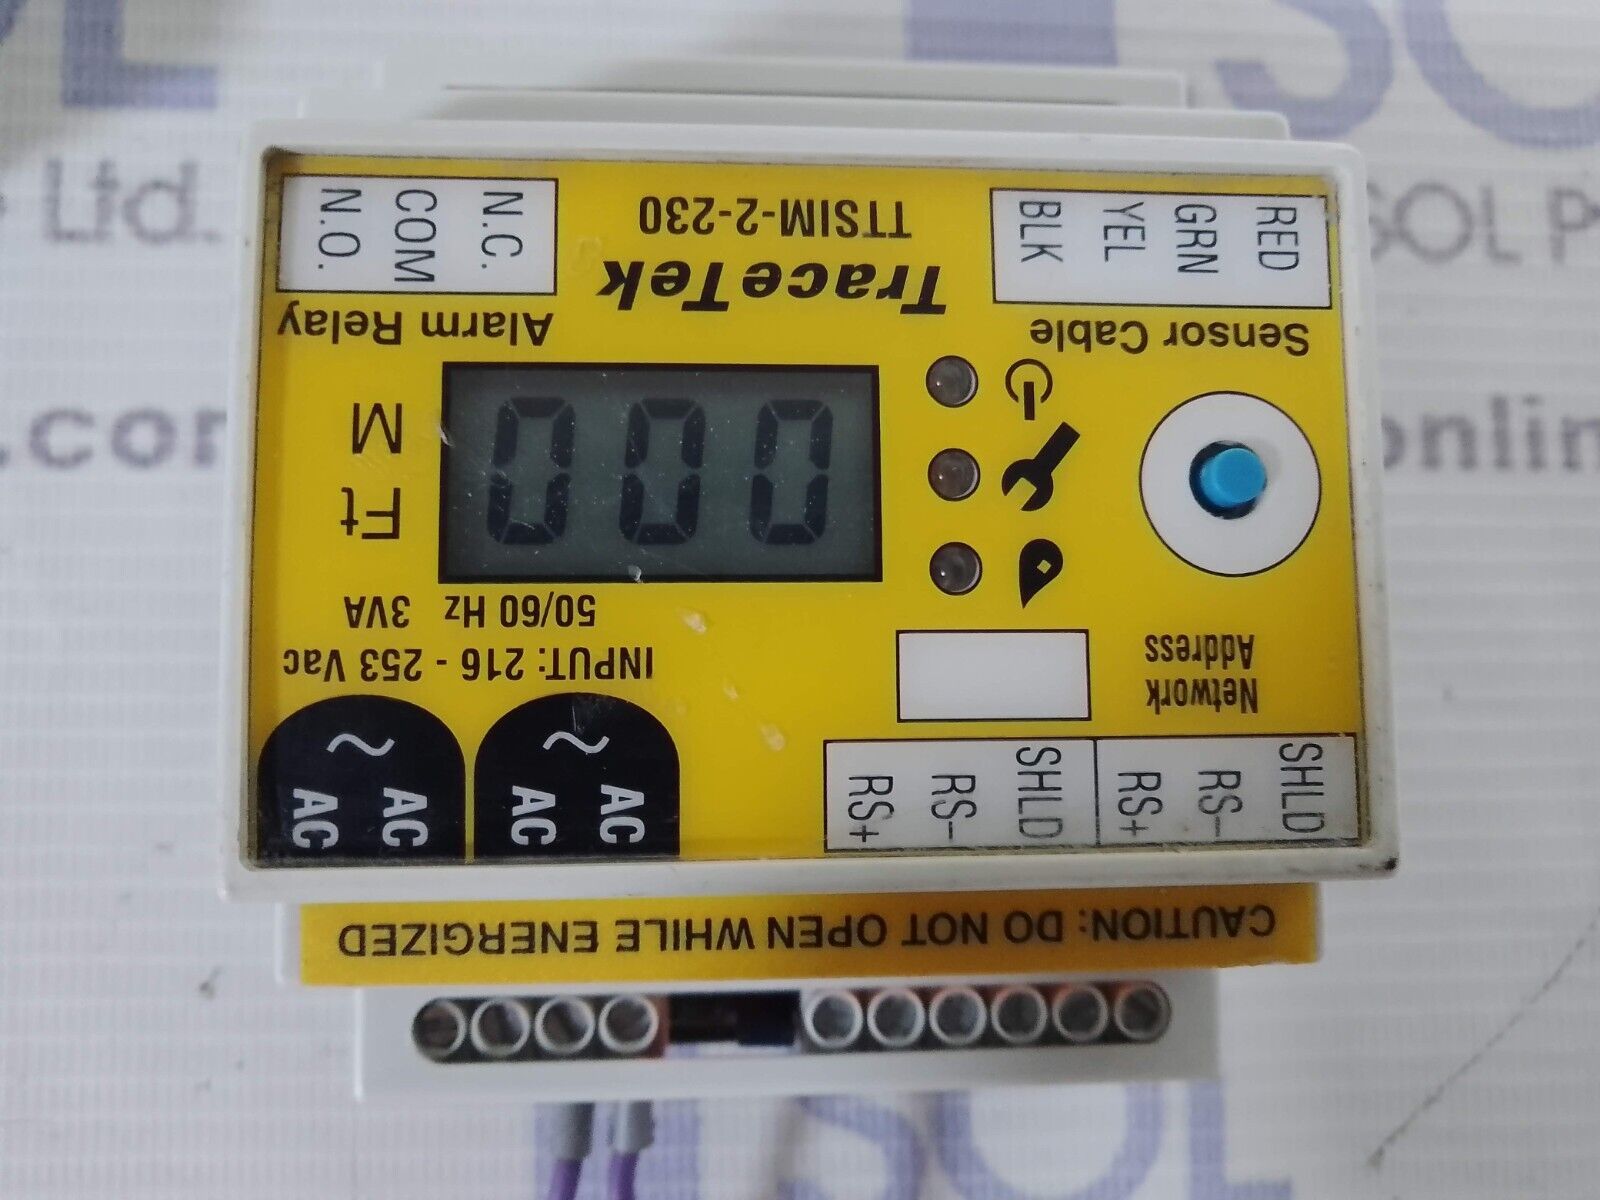 CAUTION: DO NOT OPEN WHILE ENERGIZED
SHLD
RS-
RS+
SHLD
RS-
RS+
AC
AC
~
AC
AC
~
Network
Address
INPUT: 216 - 253 Vac
50/60 Hz 3VA
000
Ft
M
Sensor Cable
RED
GRN
YEL
BLK
TraceTek
TTSIM-2-230
Alarm Relay
N.C.
COM
N.O.
Ltd.
SOL